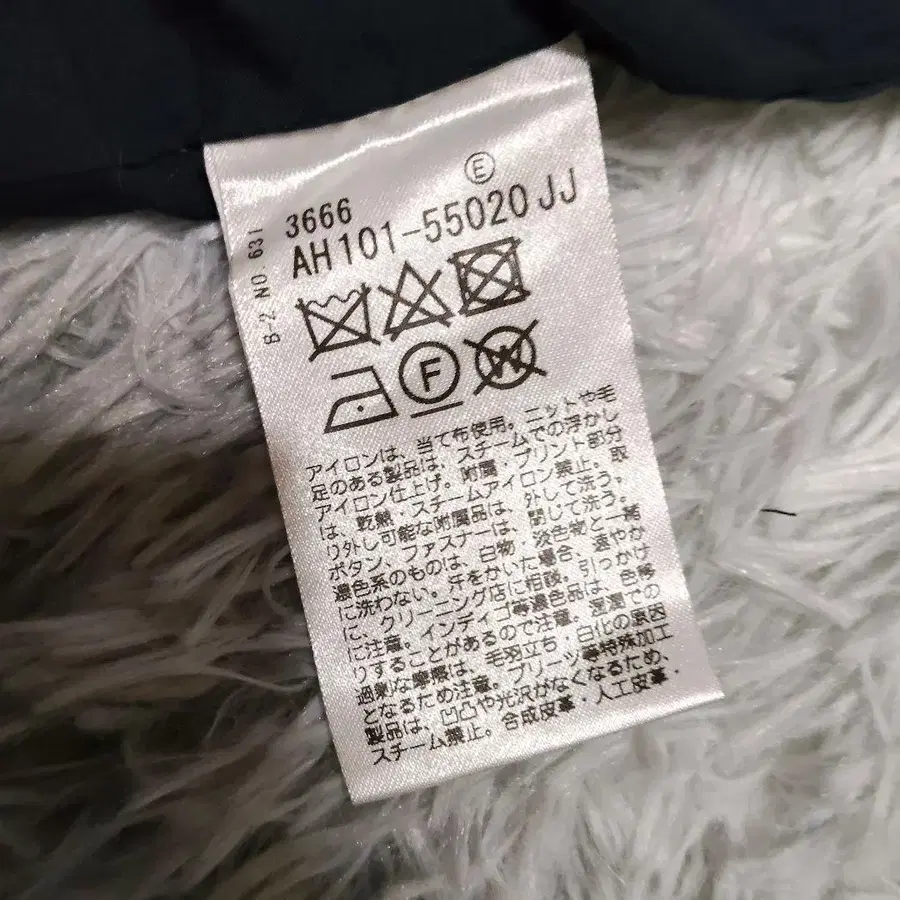 E
3666
AH101-55020JJ
8-2 NO. 631
F
W
アイロンは、当て布使用。ニットや毛
足のある製品は、スチームでの浮かし
アイロン仕上げ。附属・プリント部分
は、乾熱・スチームアイロン禁止。取
り外し可能な附属品は、外して洗う。
ボタン、ファスナーは、閉じて洗う。
濃色系のものは、白物・淡色物と一緒
に洗わない。汗をかいた場合、速やか
に、クリーニング店に相談。引っかけ
に注意。インディゴ等濃色品は、色移
りすることがあるので注意。湿潤での
過剰な摩擦は、毛羽立ち、白化の原因
となるため注意。プリーツ等特殊加工
製品は、凹凸や光沢がなくなるため、
スチーム禁止。合成皮革・人工皮革・